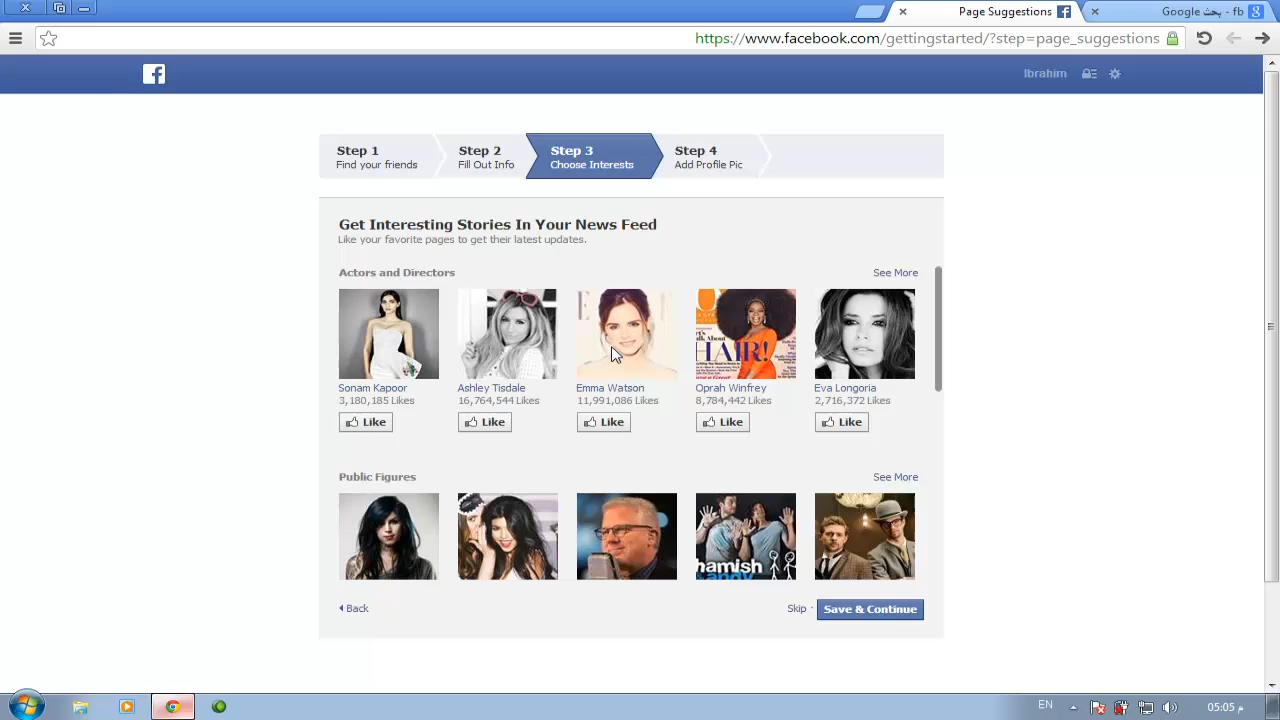 Page Suggestions
fb - بحث Google
https://www.facebook.com/gettingstarted/?step=page_suggestions
Ibrahim
Step 1
Find your friends
Step 2
Fill Out Info
Step 3
Choose Interests
Step 4
Add Profile Pic
Get Interesting Stories In Your News Feed
Like your favorite pages to get their latest updates.
Actors and Directors
See More
HAIR!
Sonam Kapoor
3,180,185 Likes
Like
Ashley Tisdale
16,764,544 Likes
Like
Emma Watson
11,991,086 Likes
Like
Oprah Winfrey
8,784,442 Likes
Like
Eva Longoria
2,716,372 Likes
Like
Public Figures
See More
hamish
& andy
Back
Skip ·
Save & Continue
EN
05:05 م